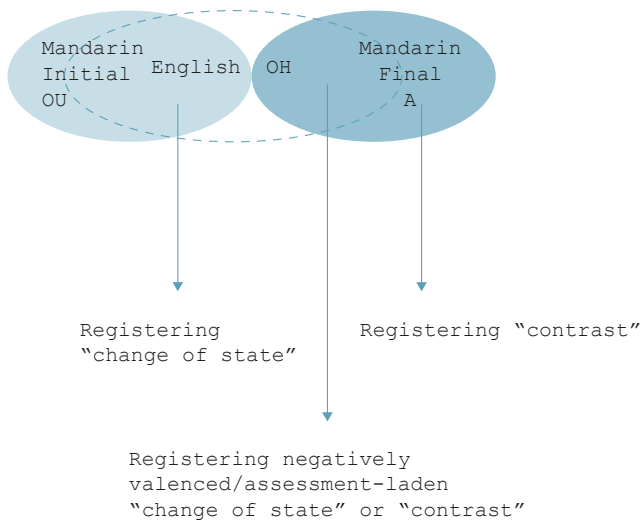 Mandarin
Initial
OU
English OH
Mandarin
Final
A
Registering
“change of state”
Registering “contrast”
Registering negatively
valenced/assessment-laden
“change of state” or “contrast”